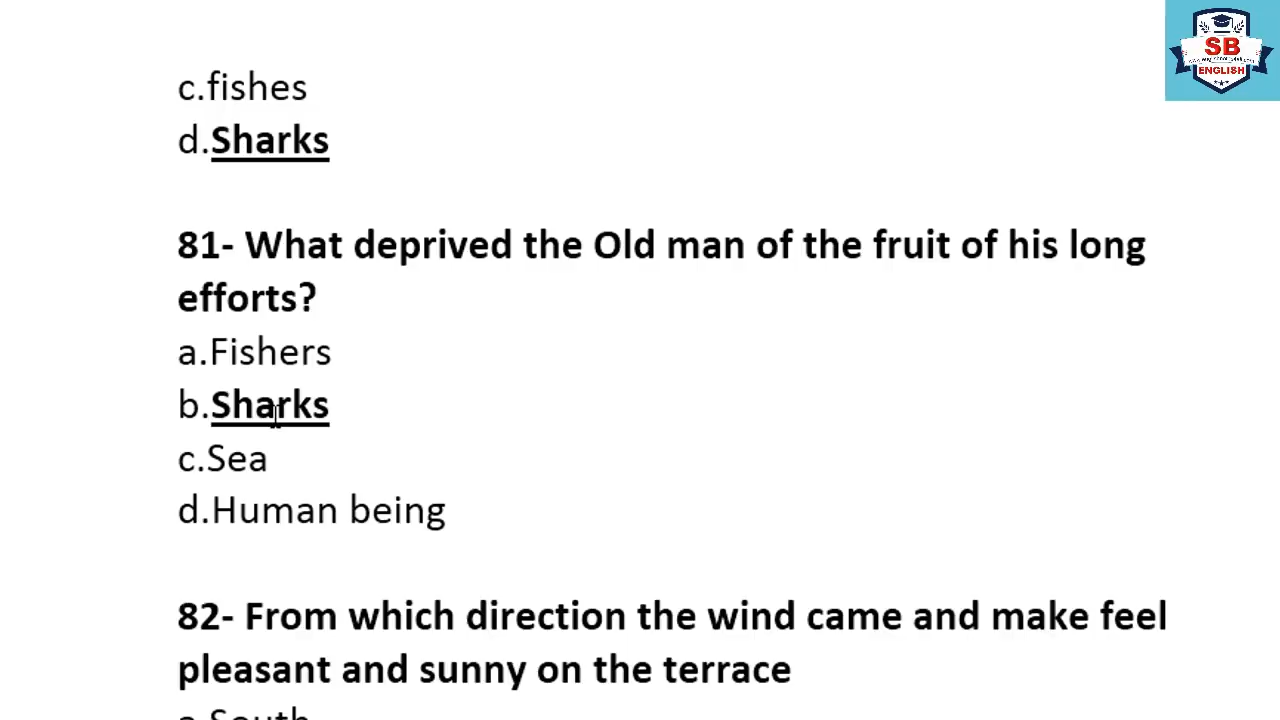 SB
ENGLISH
c.fishes
d.Sharks
81- What deprived the Old man of the fruit of his long
efforts?
a.Fishers
b.Sharks
c.Sea
d.Human being
82- From which direction the wind came and make feel
pleasant and sunny on the terrace
a.South